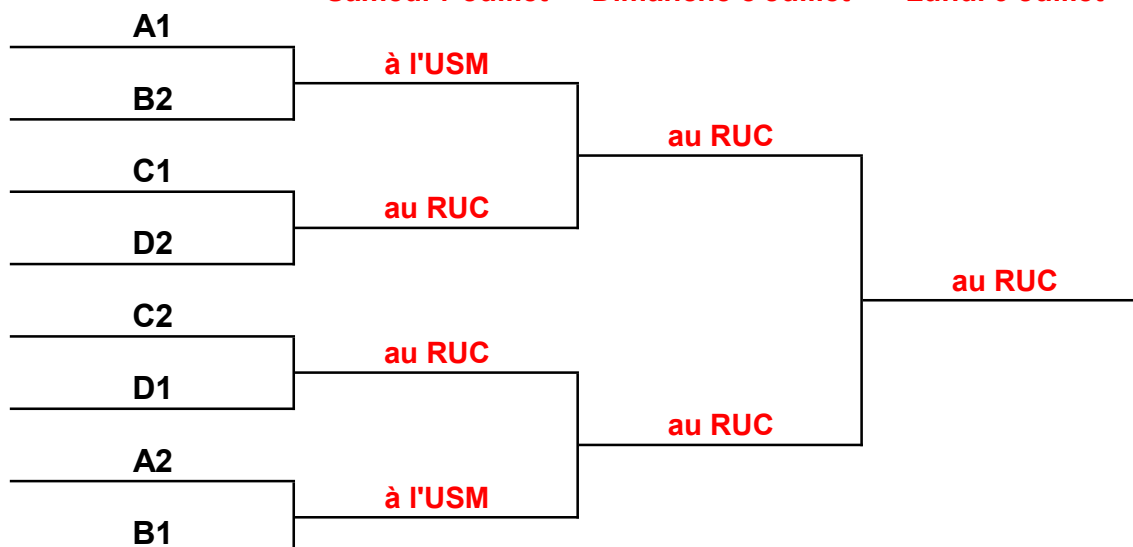 A1
à l'USM
B2
au RUC
C1
au RUC
D2
au RUC
C2
au RUC
D1
au RUC
A2
à l'USM
B1